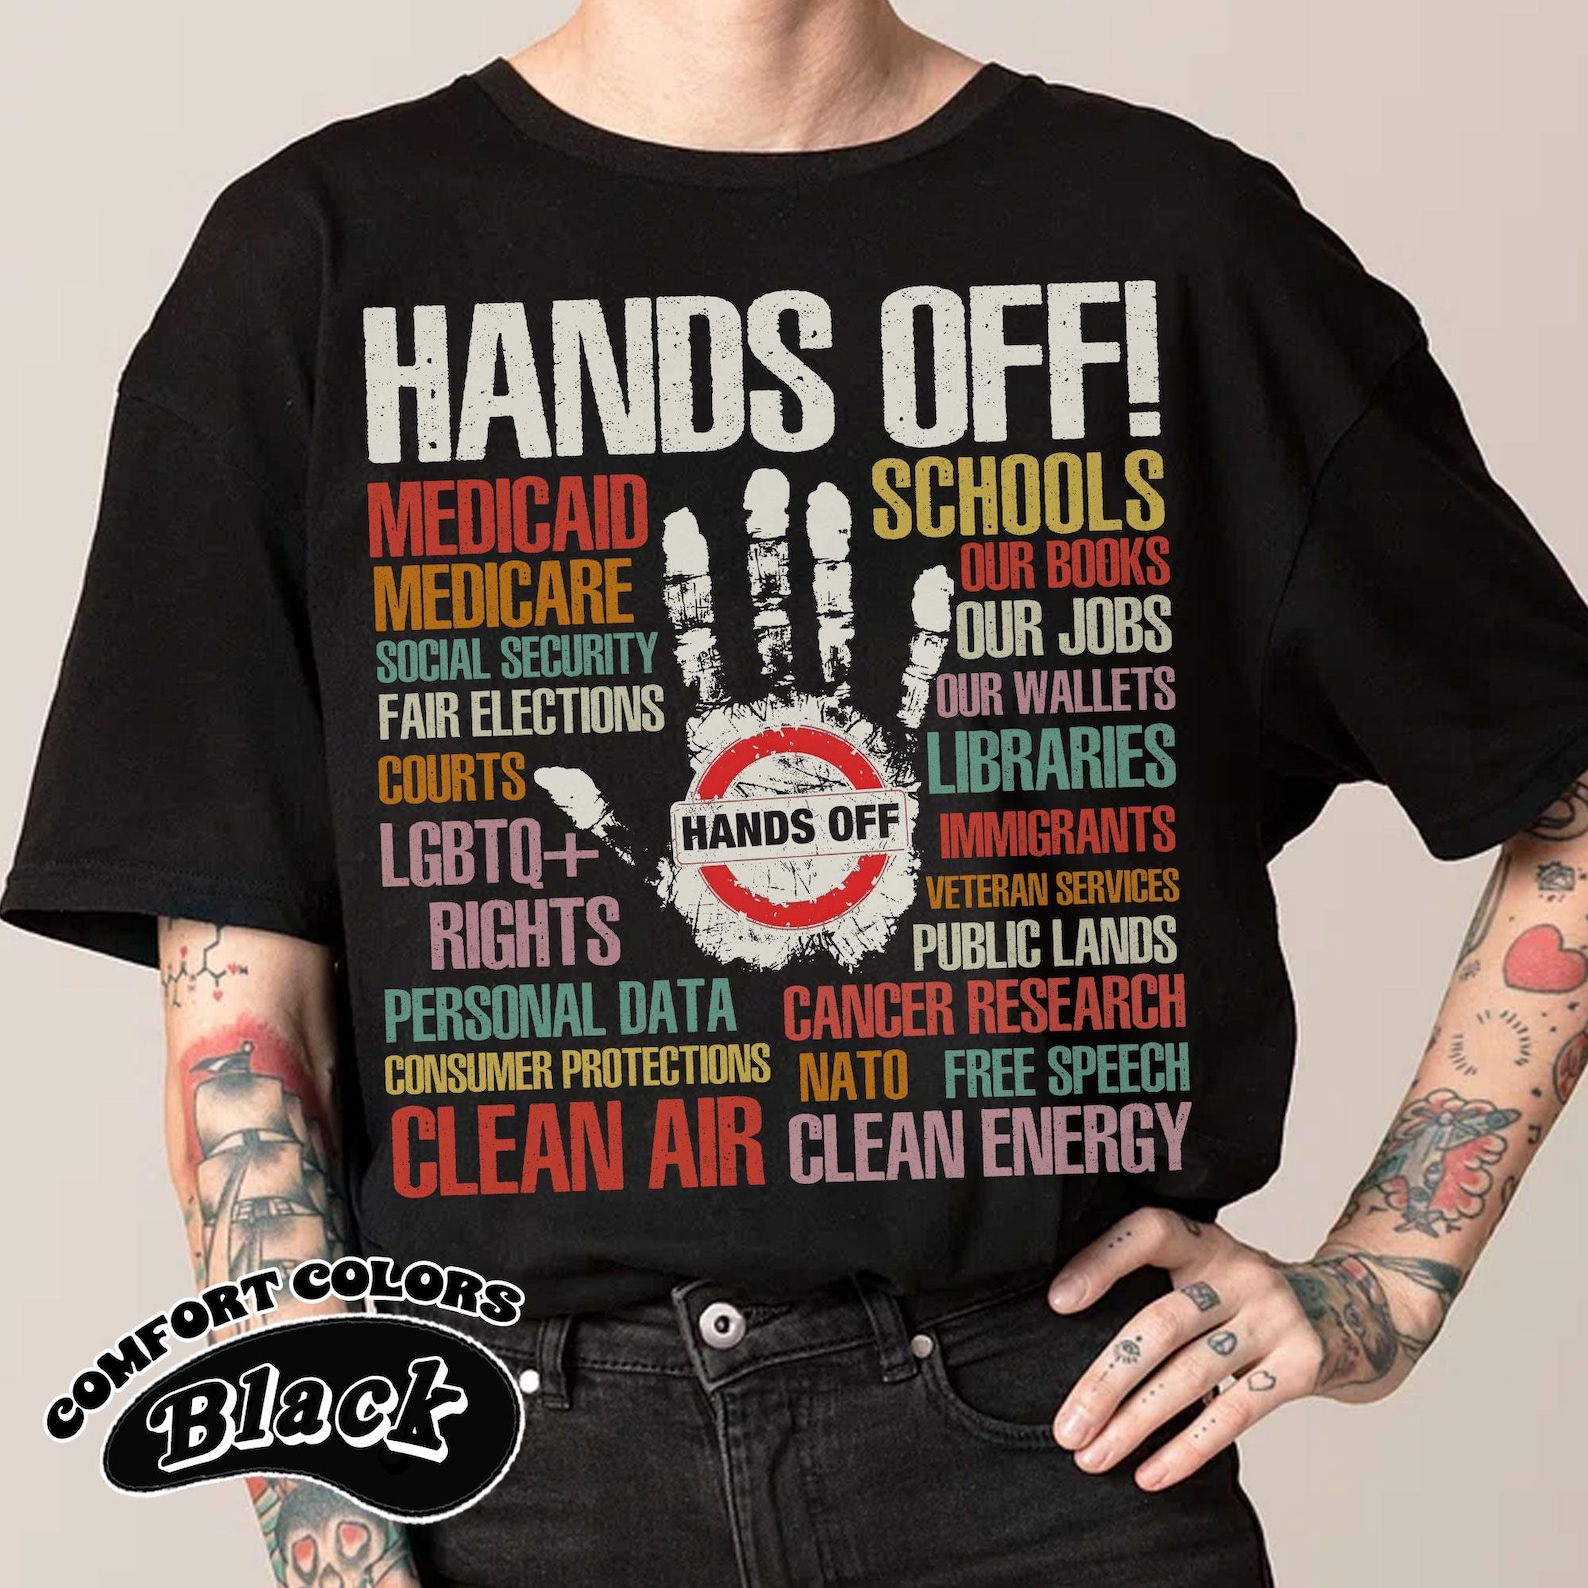 HANDS OFF!
MEDICAID
MEDICARE
SOCIAL SECURITY
FAIR ELECTIONS
COURTS
LGBTQ+
RIGHTS
PERSONAL DATA
CONSUMER PROTECTIONS
CLEAN AIR
HANDS OFF
SCHOOLS
OUR BOOKS
OUR JOBS
OUR WALLETS
LIBRARIES
IMMIGRANTS
VETERAN SERVICES
PUBLIC LANDS
CANCER RESEARCH
NATO FREE SPEECH
CLEAN ENERGY
COMFORT COLORS
Black